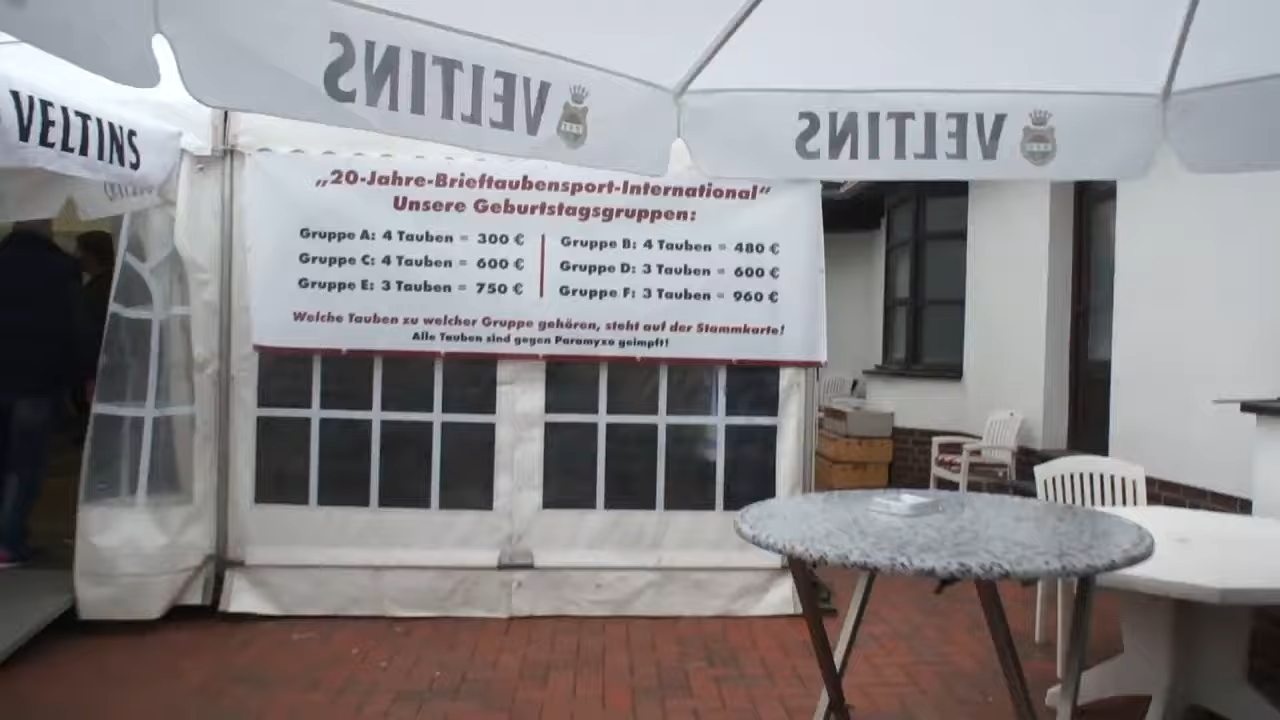 VELTINS
VELTINS
VELTINS
„20-Jahre-Brieftaubensport-International“
Unsere Geburtstagsgruppen:
Gruppe A: 4 Tauben = 300 €
Gruppe B: 4 Tauben = 480 €
Gruppe C: 4 Tauben = 600 €
Gruppe D: 3 Tauben = 600 €
Gruppe E: 3 Tauben = 750 €
Gruppe F: 3 Tauben = 960 €
Welche Tauben zu welcher Gruppe gehören, steht auf der Stammkarte!
Alle Tauben sind gegen Paramyxo geimpft!